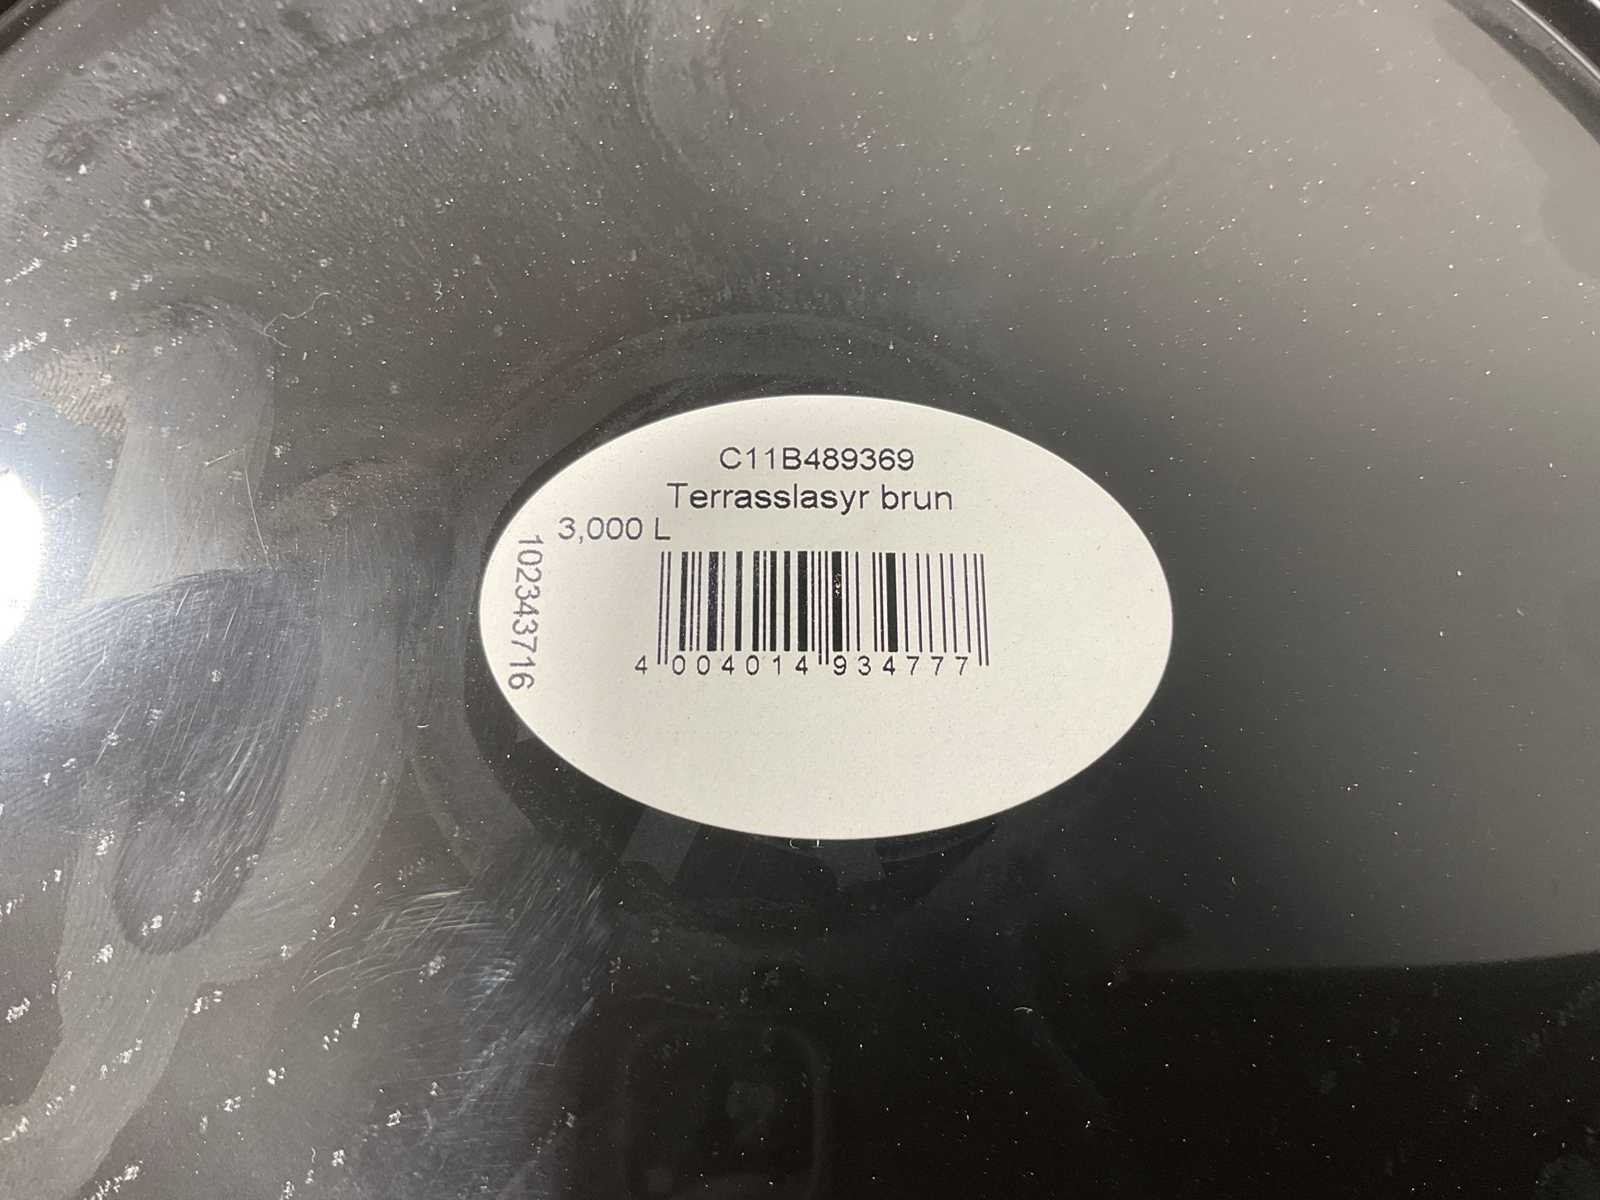 C11B489369
Terrasslasyr brun
3,000 L
102343716
4 004014 934777